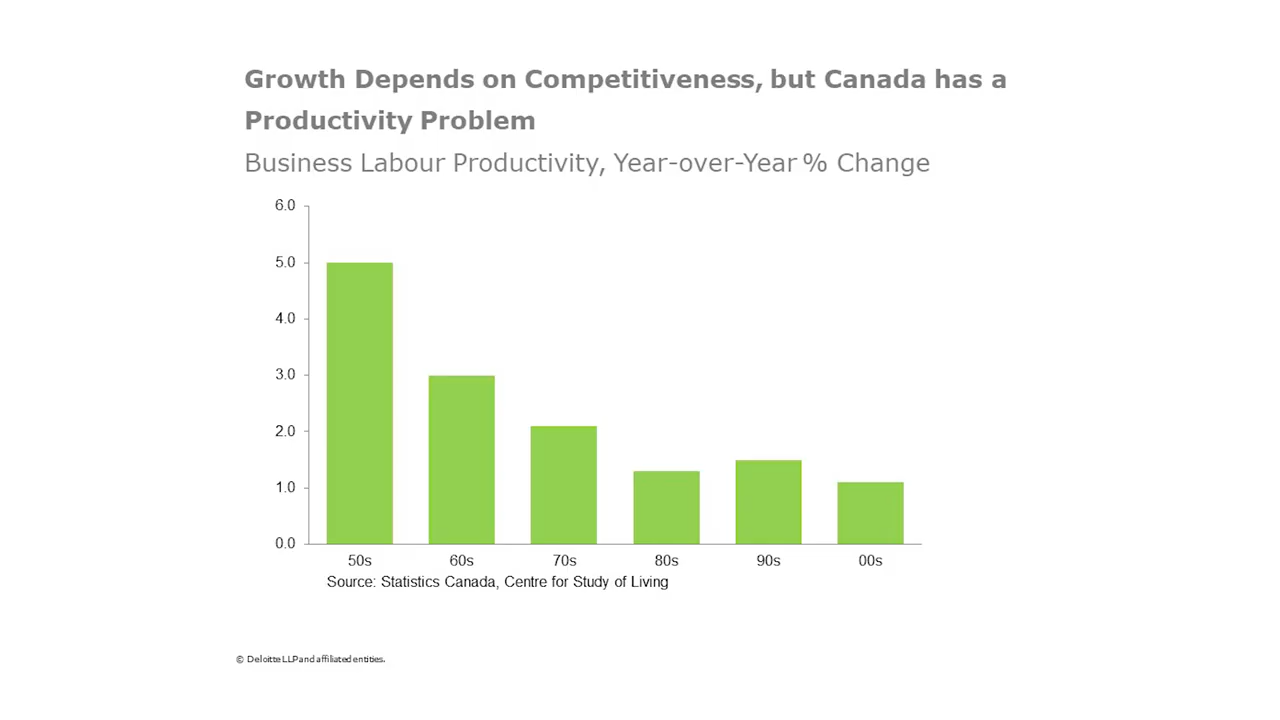 Growth Depends on Competitiveness, but Canada has a
Productivity Problem
Business Labour Productivity, Year-over-Year % Change
6.0
5.0
4.0
3.0
2.0
1.0
0.0
50s 60s 70s 80s 90s 00s
Source: Statistics Canada, Centre for Study of Living
© Deloitte LLP and affiliated entities.